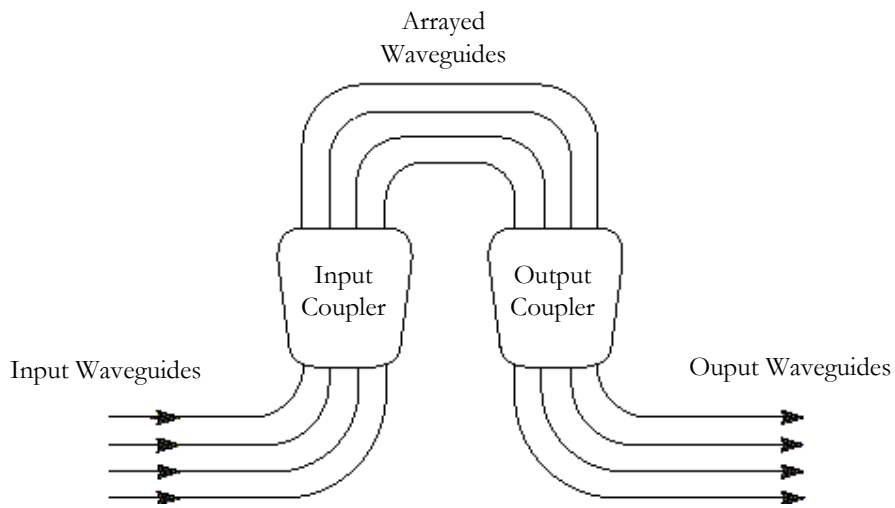 Arrayed
Waveguides
Input
Coupler
Output
Coupler
Input Waveguides
Ouput Waveguides